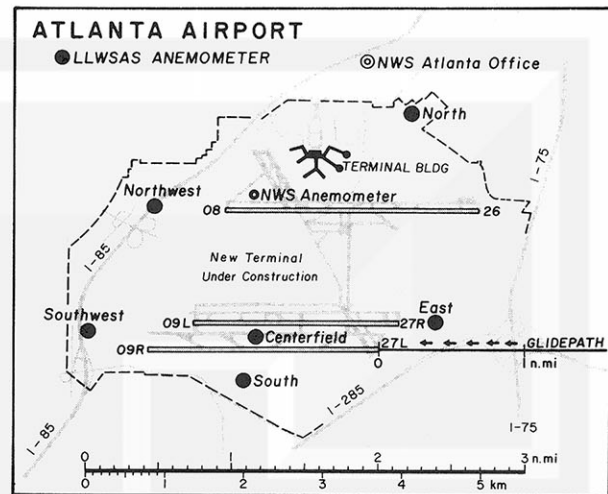 ATLANTA AIRPORT
LLWSAS ANEMOMETER
NWS Atlanta Office
North
I-75
TERMINAL BLDG
Northwest
NWS Anemometer
08
26
I-85
New Terminal
Under Construction
Southwest
09L
27R
East
Centerfield
09R
27L
GLIDEPATH
0
1
n.mi.
South
I-285
I-75
I-85
0
1
2
3 n.mi.
0
1
2
3
4
5 km